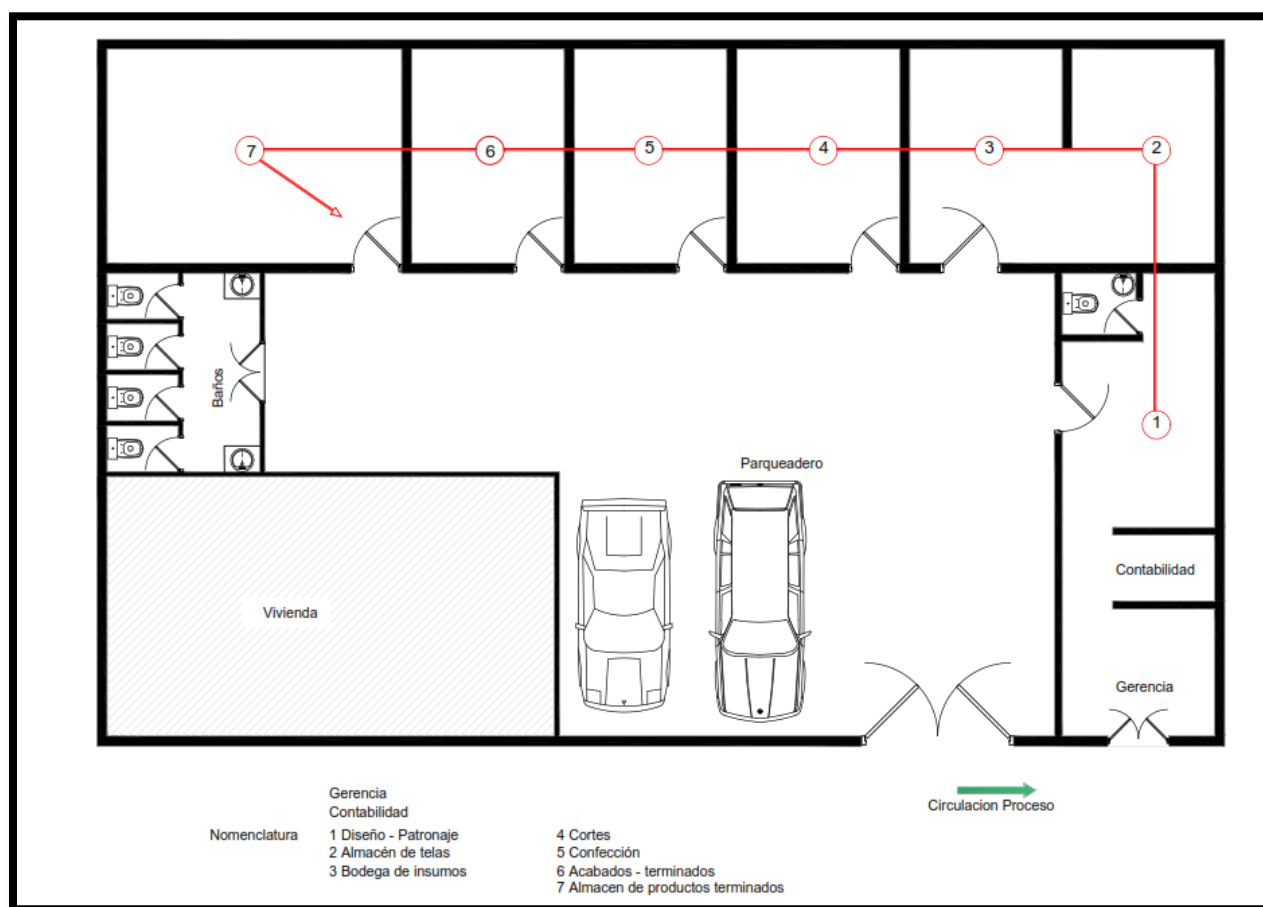 7
6
5
4
3
2
1
Baños
Parqueadero
Contabilidad
Vivienda
Gerencia
Gerencia
Contabilidad
Circulacion Proceso
Nomenclatura
1 Diseño - Patronaje
2 Almacén de telas
3 Bodega de insumos
4 Cortes
5 Confección
6 Acabados - terminados
7 Almacen de productos terminados